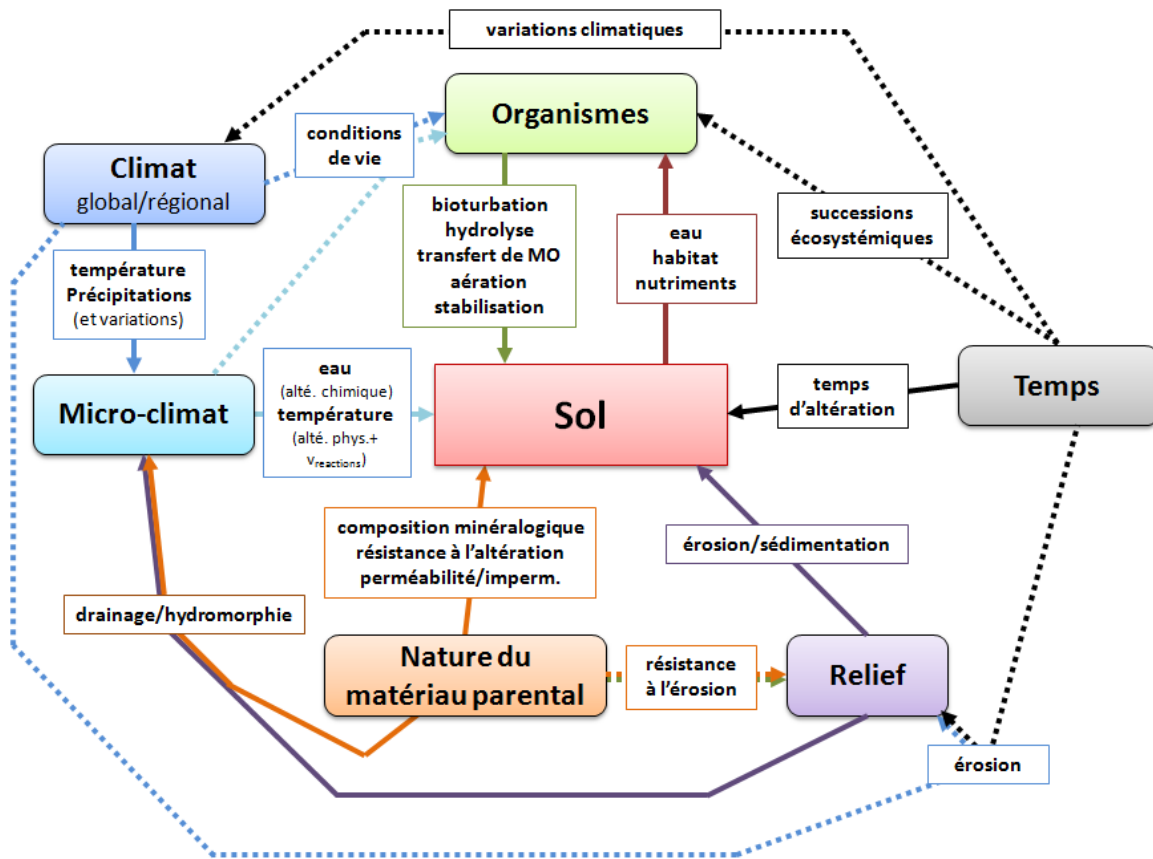 variations climatiques
Organismes
conditions
de vie
Climat
global/régional
bioturbation
hydrolyse
transfert de MO
aération
stabilisation
eau
habitat
nutriments
successions
écosystémiques
température
Précipitations
(et variations)
Micro-climat
eau
(alté. chimique)
température
(alté. phys.+
vreactions)
Sol
temps
d'altération
Temps
composition minéralogique
résistance à l'altération
perméabilité/imperm.
érosion/sédimentation
drainage/hydromorphie
Nature du
matériau parental
résistance
à l'érosion
Relief
érosion